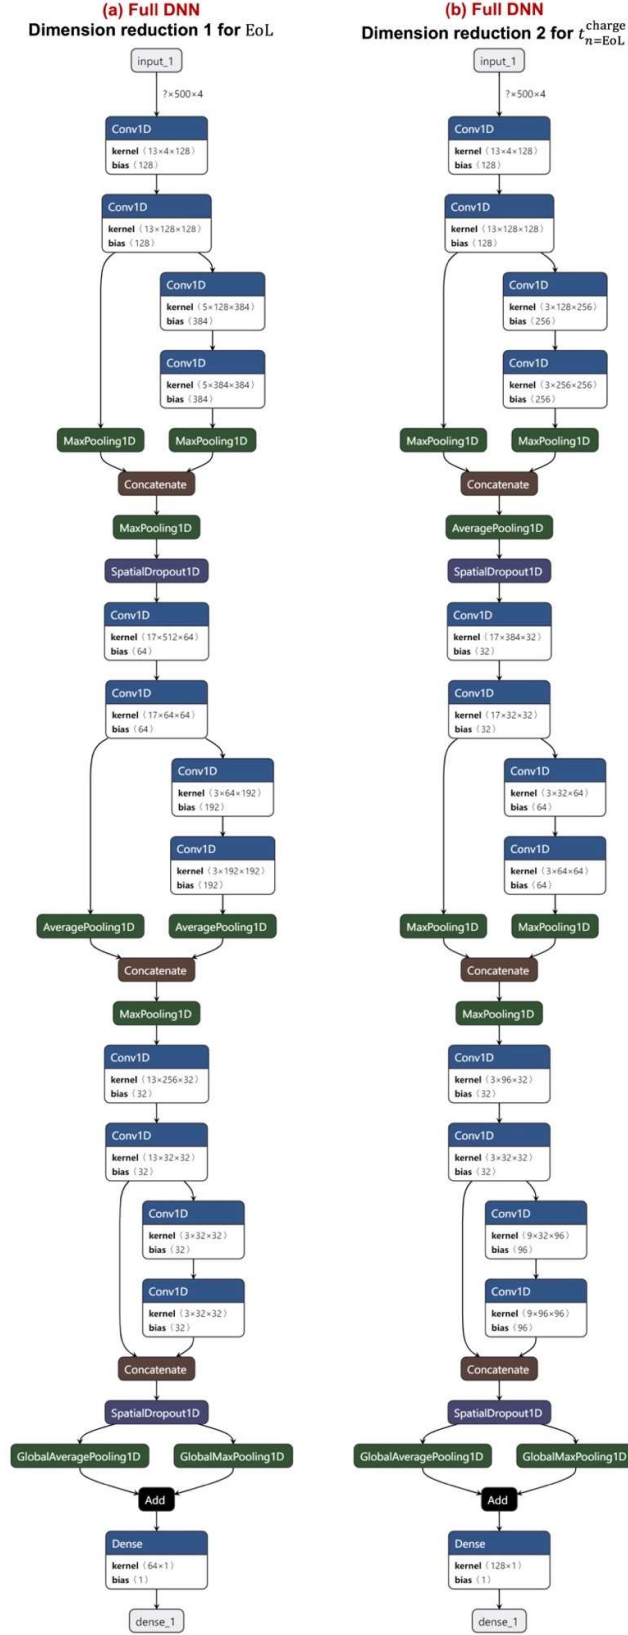 (a) Full DNN
Dimension reduction 1 for EoL
input_1
?×500×4
Conv1D
kernel (13×4×128)
bias (128)
Conv1D
kernel (13×128×128)
bias (128)
Conv1D
kernel (5×128×384)
bias (384)
Conv1D
kernel (5×384×384)
bias (384)
MaxPooling1D
MaxPooling1D
Concatenate
MaxPooling1D
SpatialDropout1D
Conv1D
kernel (17×512×64)
bias (64)
Conv1D
kernel (17×64×64)
bias (64)
Conv1D
kernel (3×64×192)
bias (192)
Conv1D
kernel (3×192×192)
bias (192)
AveragePooling1D
AveragePooling1D
Concatenate
MaxPooling1D
Conv1D
kernel (13×256×32)
bias (32)
Conv1D
kernel (13×32×32)
bias (32)
Conv1D
kernel (3×32×32)
bias (32)
Conv1D
kernel (3×32×32)
bias (32)
Concatenate
SpatialDropout1D
GlobalAveragePooling1D
GlobalMaxPooling1D
Add
Dense
kernel (64×1)
bias (1)
dense_1
(b) Full DNN
Dimension reduction 2 for t_{n=EoL}^{charge}
input_1
?×500×4
Conv1D
kernel (13×4×128)
bias (128)
Conv1D
kernel (13×128×128)
bias (128)
Conv1D
kernel (3×128×256)
bias (256)
Conv1D
kernel (3×256×256)
bias (256)
MaxPooling1D
MaxPooling1D
Concatenate
AveragePooling1D
SpatialDropout1D
Conv1D
kernel (17×384×32)
bias (32)
Conv1D
kernel (17×32×32)
bias (32)
Conv1D
kernel (3×32×64)
bias (64)
Conv1D
kernel (3×64×64)
bias (64)
MaxPooling1D
MaxPooling1D
Concatenate
MaxPooling1D
Conv1D
kernel (3×96×32)
bias (32)
Conv1D
kernel (3×32×32)
bias (32)
Conv1D
kernel (9×32×96)
bias (96)
Conv1D
kernel (9×96×96)
bias (96)
Concatenate
SpatialDropout1D
GlobalAveragePooling1D
GlobalMaxPooling1D
Add
Dense
kernel (128×1)
bias (1)
dense_1